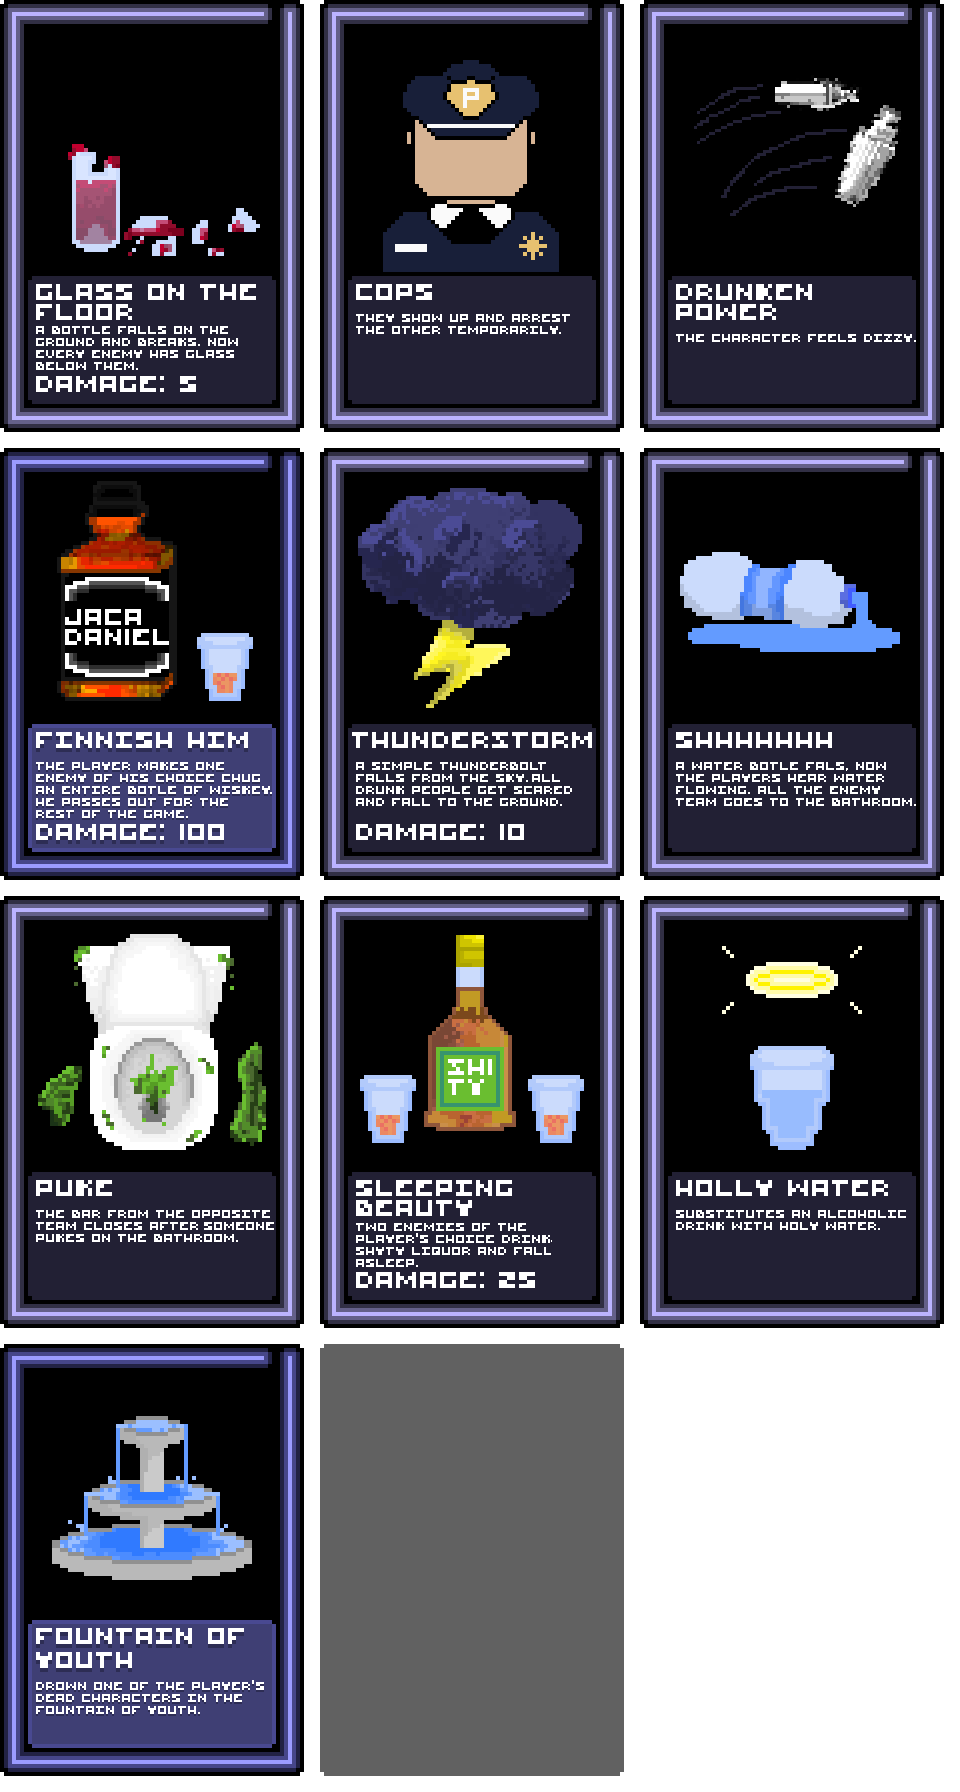 GLASS ON THE
FLOOR
A BOTTLE FALLS ON THE
GROUND AND BREAKS. NOW
EVERY ENEMY HAS GLASS
BELOW THEM.
DAMAGE: 5
P
COPS
THEY SHOW UP AND ARREST
THE OTHER TEMPORARILY.
DRUNKEN
POWER
THE CHARACTER FEELS DIZZY.
JACA
DANIEL
FINNISH HIM
THE PLAYER MAKES ONE
ENEMY OF HIS CHOICE CHUG
AN ENTIRE BOTLE OF WISKEY.
HE PASSES OUT FOR THE
REST OF THE GAME.
DAMAGE: 100
THUNDERSTORM
A SIMPLE THUNDERBOLT
FALLS FROM THE SKY.ALL
DRUNK PEOPLE GET SCARED
AND FALL TO THE GROUND.
DAMAGE: 10
SHHHHHHH
A WATER BOTLE FALS, NOW
THE PLAYERS HEAR WATER
FLOWING. ALL THE ENEMY
TEAM GOES TO THE BATHROOM.
PUKE
THE BAR FROM THE OPPOSITE
TEAM CLOSES AFTER SOMEONE
PUKES ON THE BATHROOM.
SHI
TY
SLEEPING
BEAUTY
TWO ENEMIES OF THE
PLAYER'S CHOICE DRINK
SHYTY LIQUOR AND FALL
ASLEEP.
DAMAGE: 25
HOLLY WATER
SUBSTITUTES AN ALCOHOLIC
DRINK WITH HOLY WATER.
FOUNTAIN OF
YOUTH
DROWN ONE OF THE PLAYER'S
DEAD CHARACTERS IN THE
FOUNTAIN OF YOUTH.